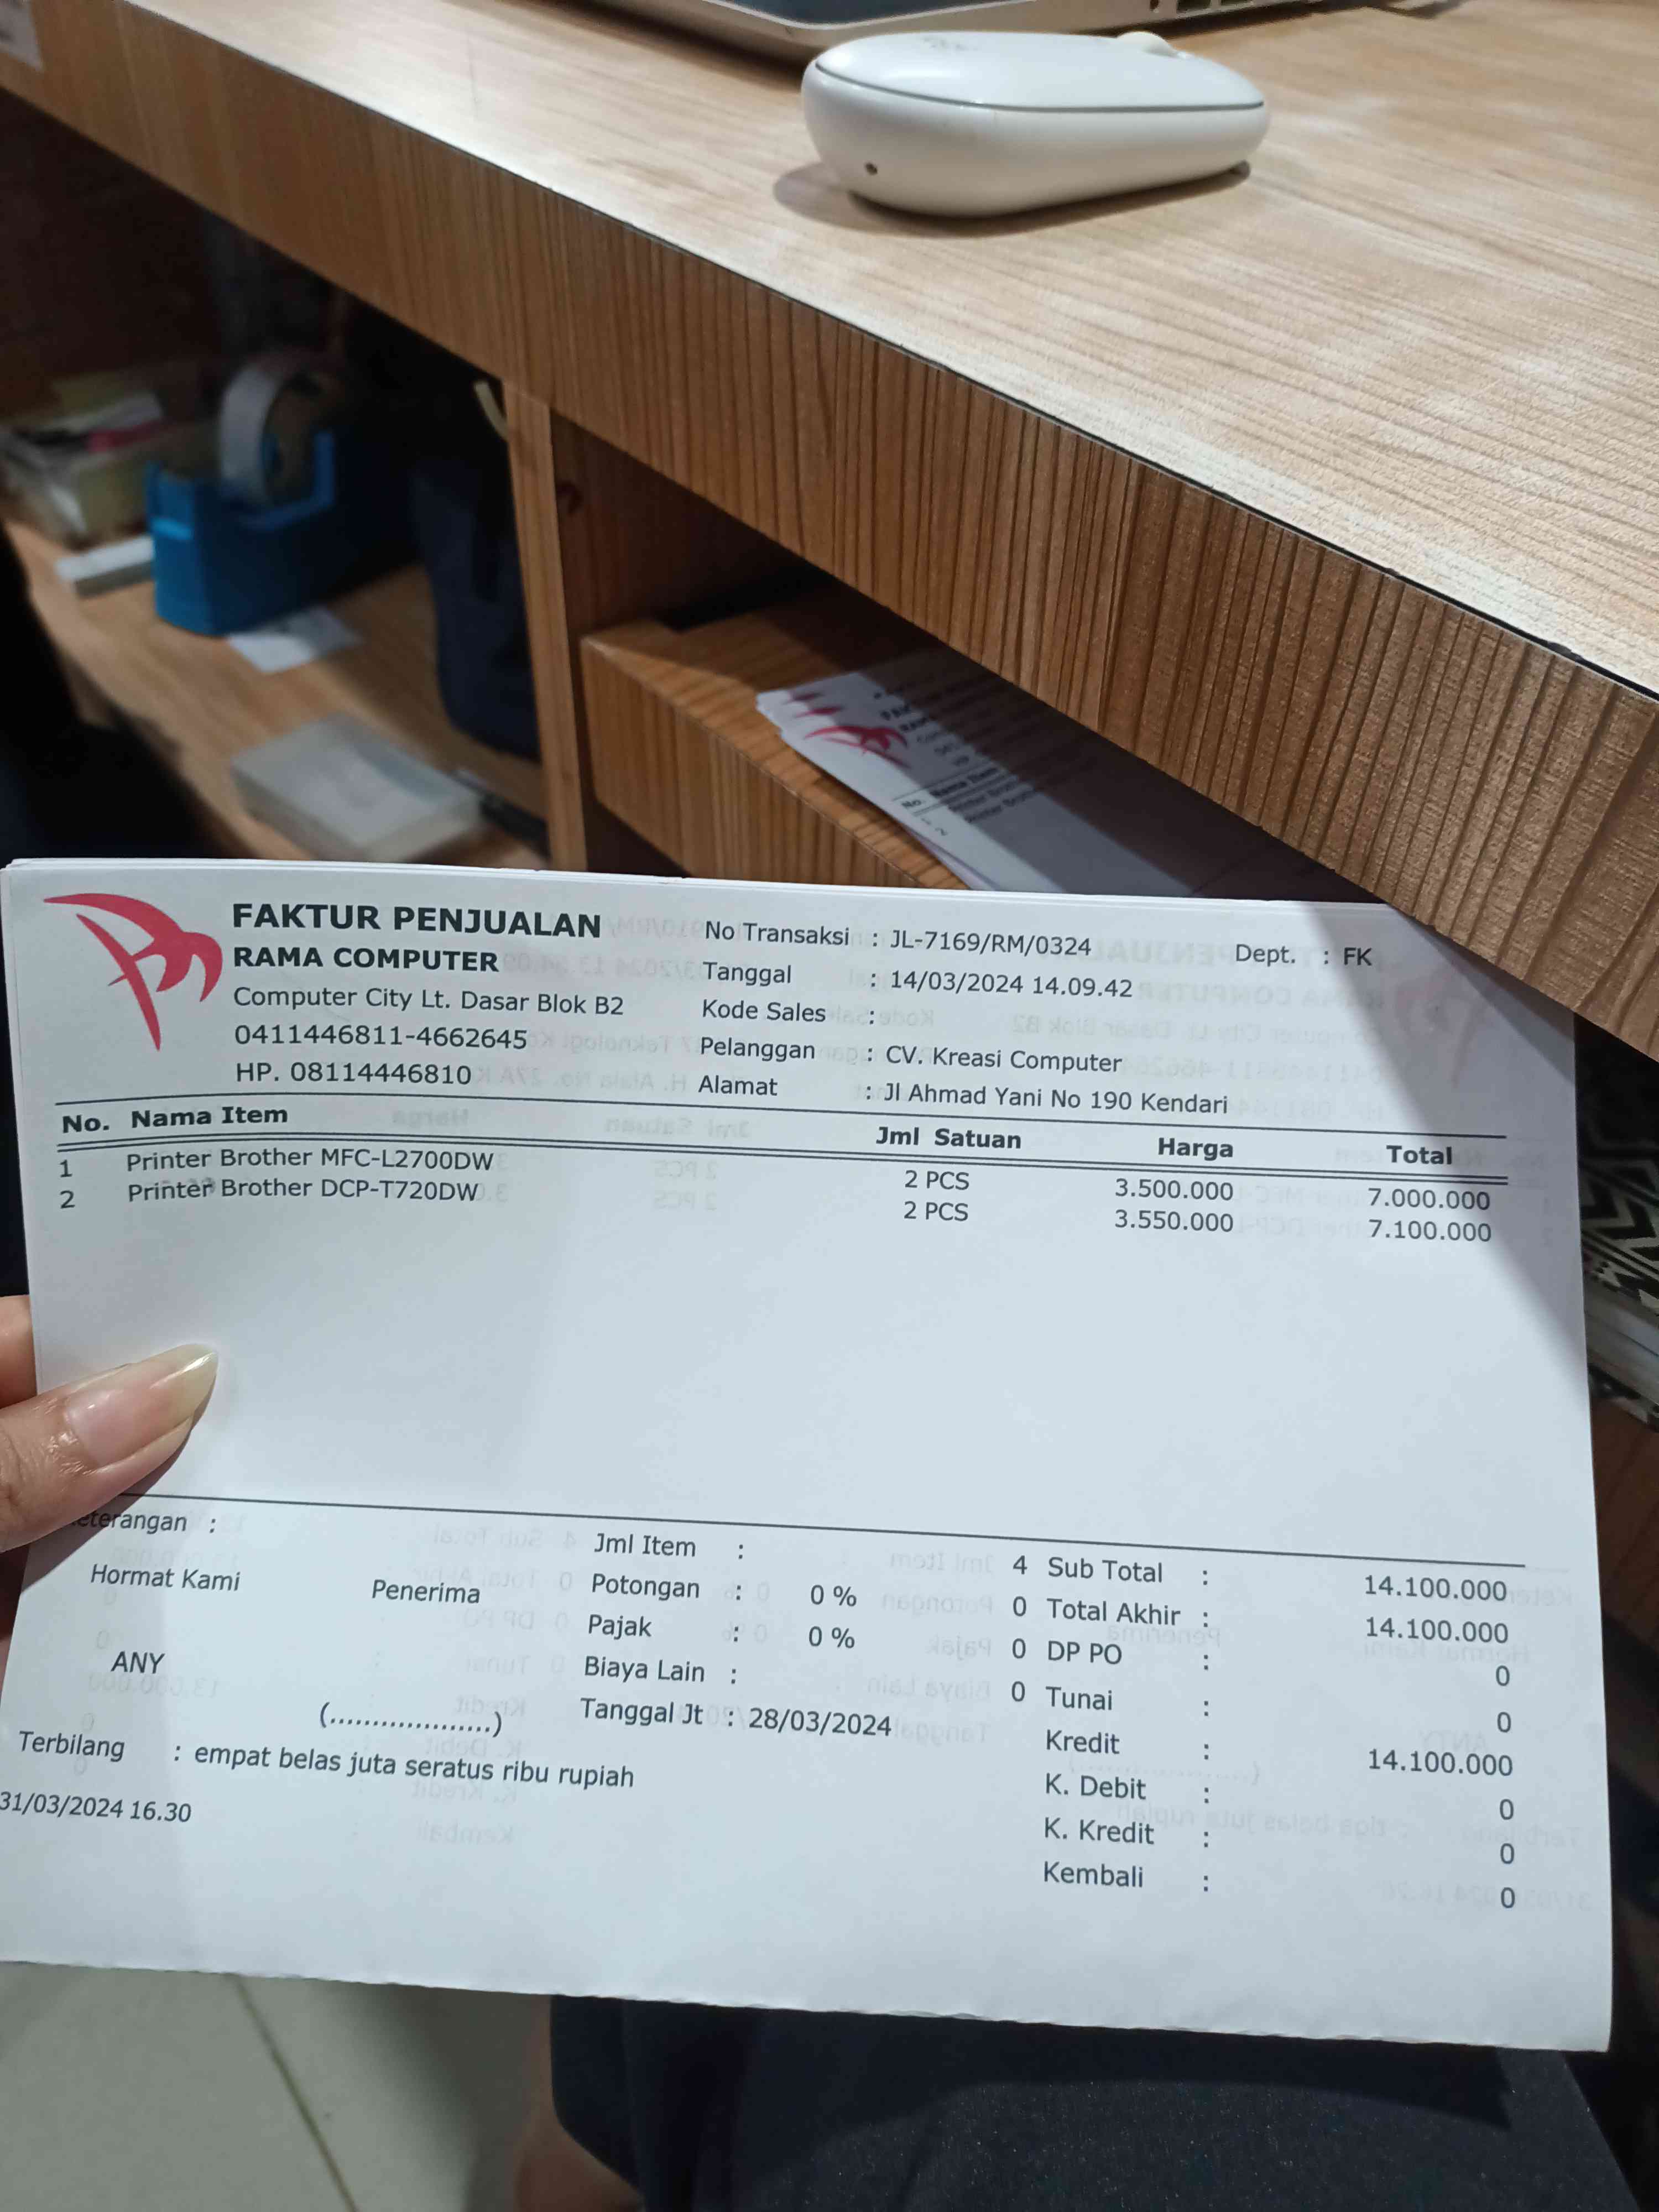 FAKTUR PENJUALAN
RAMA COMPUTER
Computer City Lt. Dasar Blok B2
0411446811-4662645
HP. 08114446810
No Transaksi : JL-7169/RM/0324
Tanggal : 14/03/2024 14.09.42
Kode Sales :
Pelanggan : CV. Kreasi Computer
Alamat : Jl Ahmad Yani No 190 Kendari
Dept. : FK
No. Nama Item Jml Satuan Harga Total
1 Printer Brother MFC-L2700DW 2 PCS 3.500.000 7.000.000
2 Printer Brother DCP-T720DW 2 PCS 3.550.000 7.100.000
eterangan :
Hormat Kami
Penerima
ANY
(...................)
Jml Item : 4
Potongan : 0 % 0
Pajak : 0 % 0
Biaya Lain : 0
Tanggal Jt : 28/03/2024
Sub Total : 14.100.000
Total Akhir : 14.100.000
DP PO : 0
Tunai : 0
Kredit : 14.100.000
K. Debit : 0
K. Kredit : 0
Kembali : 0
Terbilang : empat belas juta seratus ribu rupiah
31/03/2024 16.30